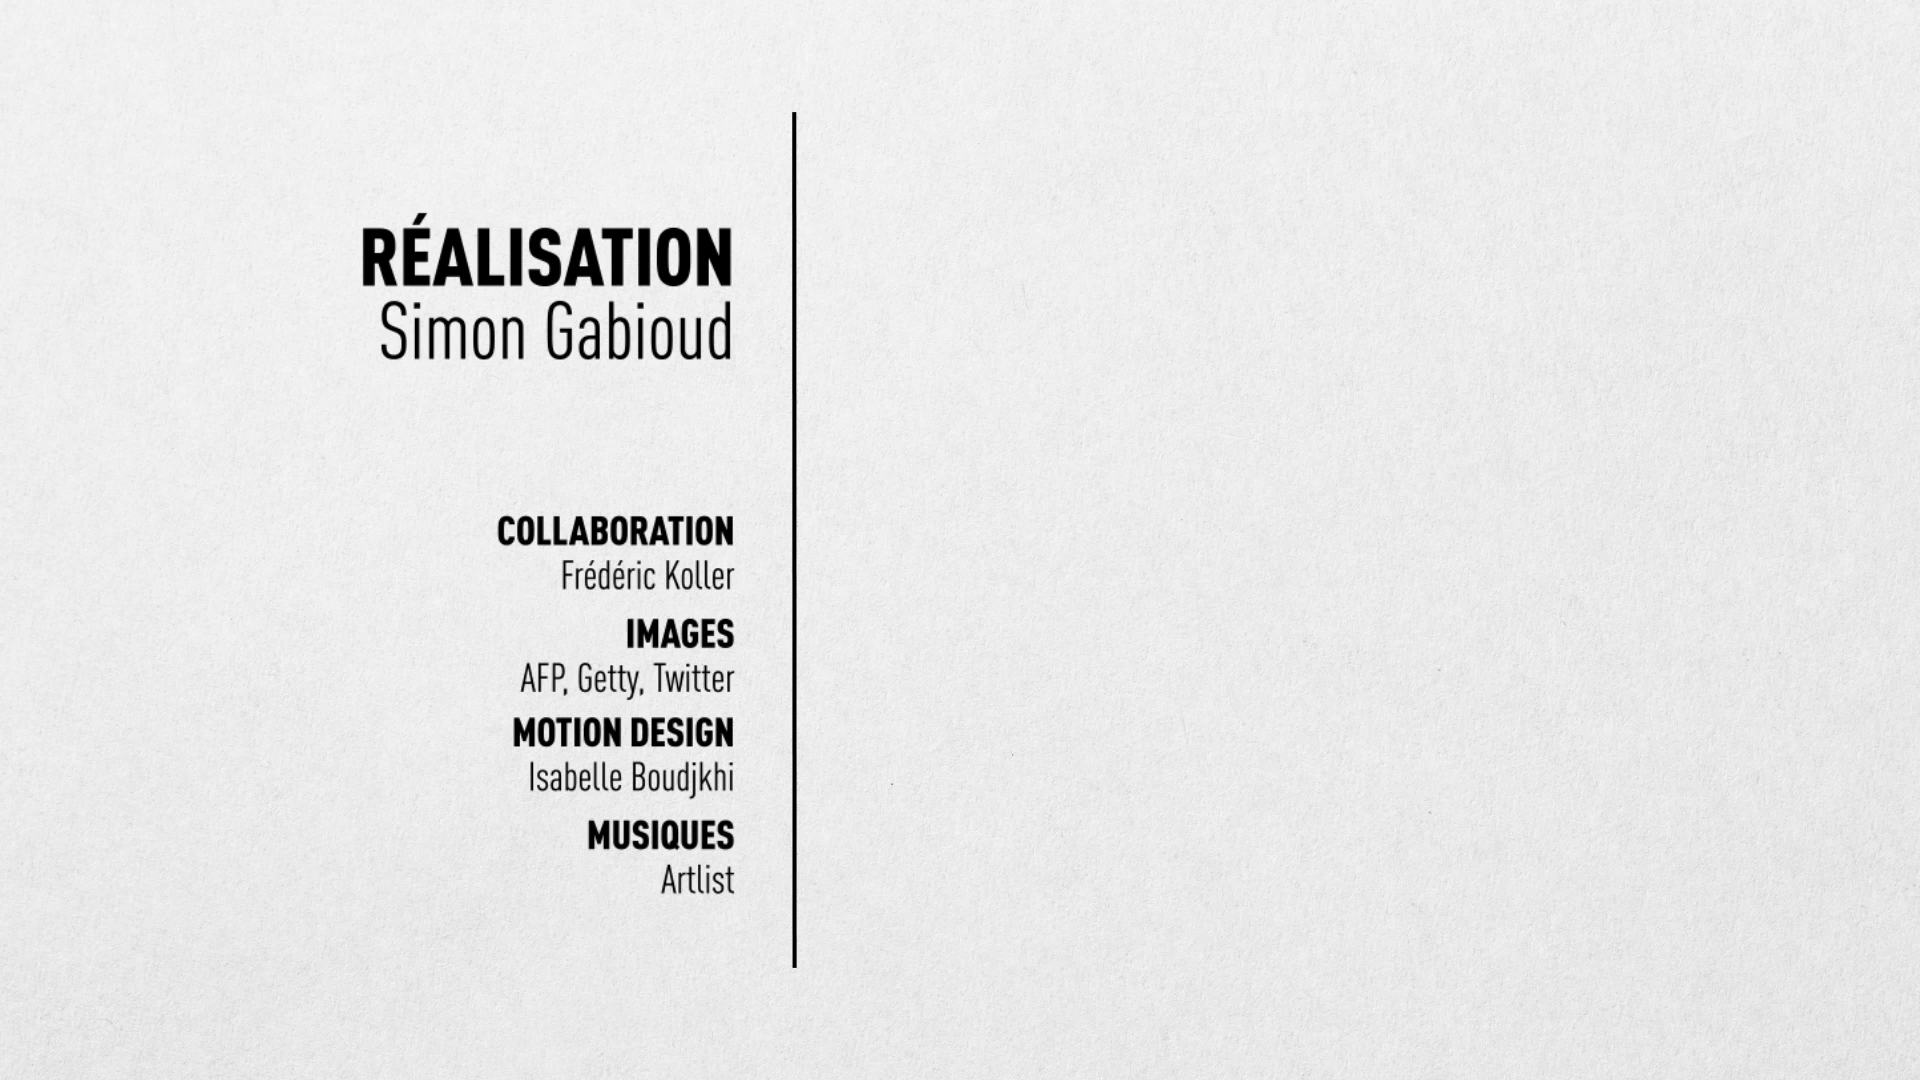 RÉALISATION
Simon Gabioud
COLLABORATION
Frédéric Koller
IMAGES
AFP, Getty, Twitter
MOTION DESIGN
Isabelle Boudjkhi
MUSIQUES
Artlist